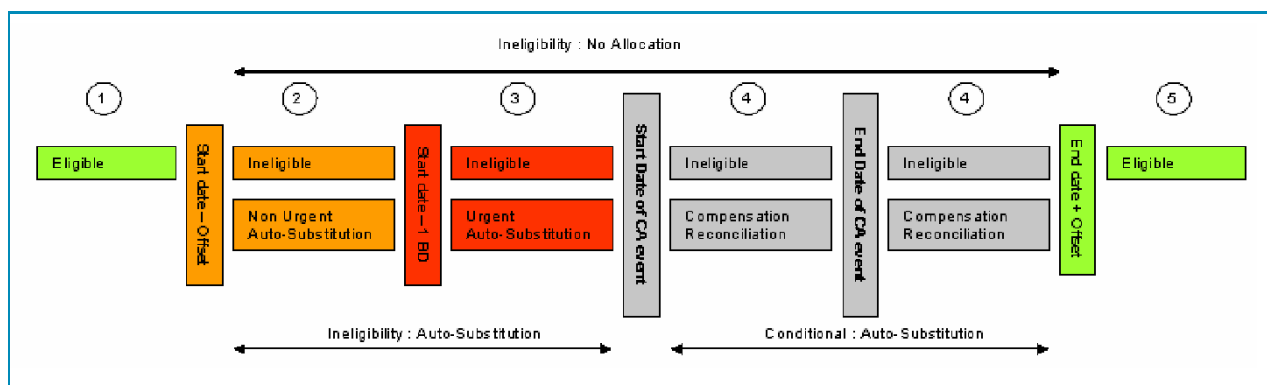 Ineligibility : No Allocation
1
2
3
4
4
5
Eligible
Start date – Offset
Ineligible
Non Urgent
Auto-Substitution
Start date – 1 BD
Ineligible
Urgent
Auto-Substitution
Start Date of CA event
Ineligible
Compensation
Reconciliation
End Date of CA event
Ineligible
Compensation
Reconciliation
End date + Offset
Eligible
Ineligibility : Auto-Substitution
Conditional : Auto-Substitution